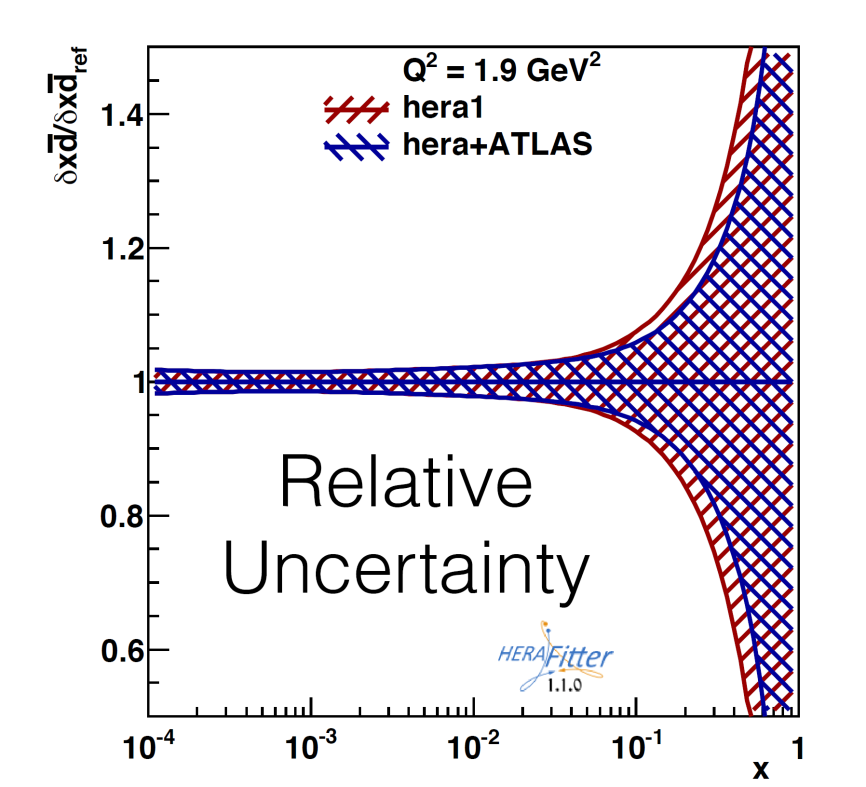 δxd̅/δxd̅_ref
Q² = 1.9 GeV²
hera1
hera+ATLAS
1.4
1.2
1
0.8
0.6
Relative
Uncertainty
HERAFitter
1.1.0
10⁻⁴ 10⁻³ 10⁻² 10⁻¹ 1
x